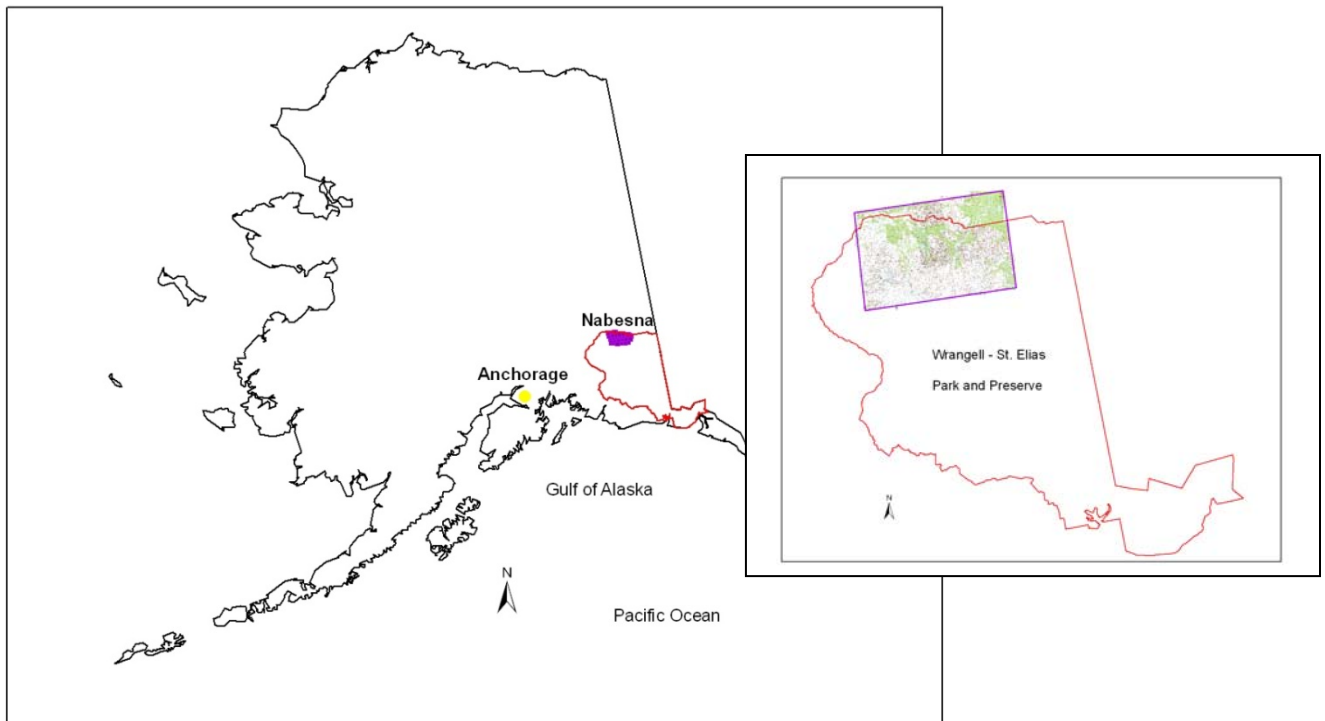 Nabesna
Anchorage
Gulf of Alaska
N
Pacific Ocean
Wrangell - St. Elias
Park and Preserve
N